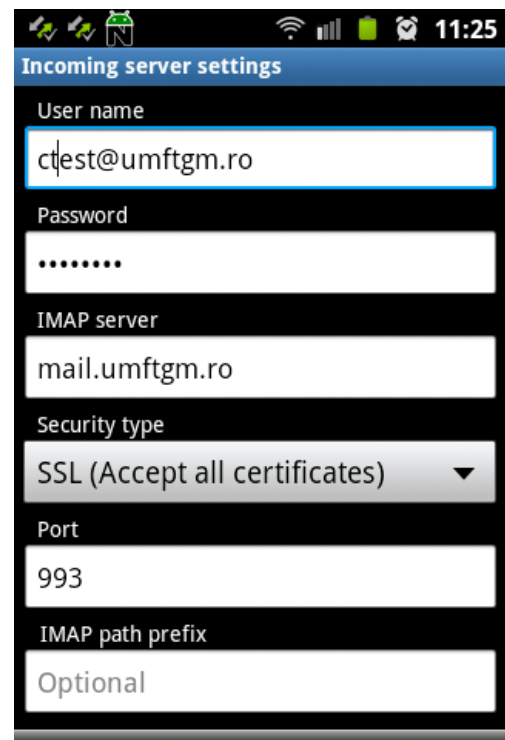 11:25
Incoming server settings
User name
ctest@umftgm.ro
Password
••••••••
IMAP server
mail.umftgm.ro
Security type
SSL (Accept all certificates)
Port
993
IMAP path prefix
Optional